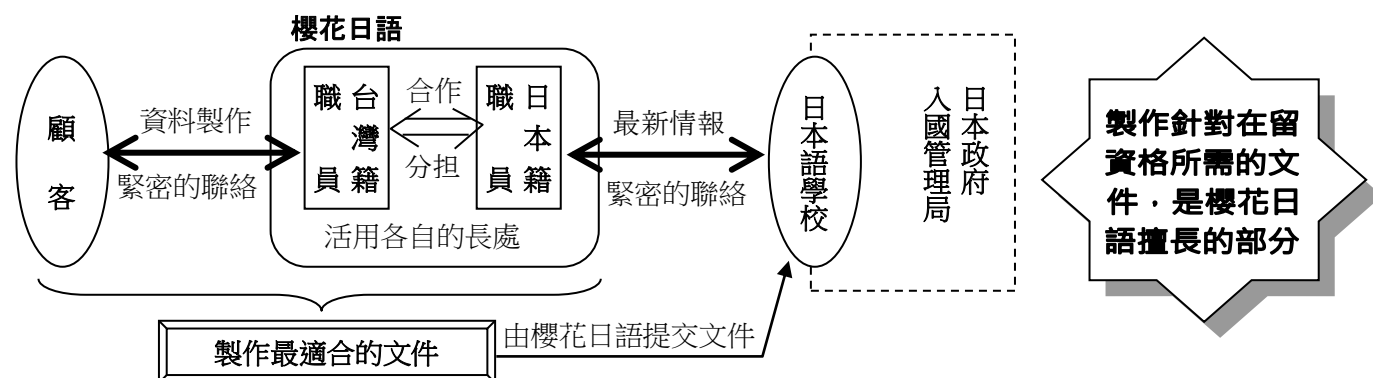 櫻花日語
顧客
資料製作
緊密的聯絡
台灣籍
職員
合作
分担
日本籍
職員
活用各自的長處
最新情報
緊密的聯絡
日本語學校
日本政府
入國管理局
製作針對在留
資格所需的文
件，是櫻花日
語擅長的部分
製作最適合的文件
由櫻花日語提交文件